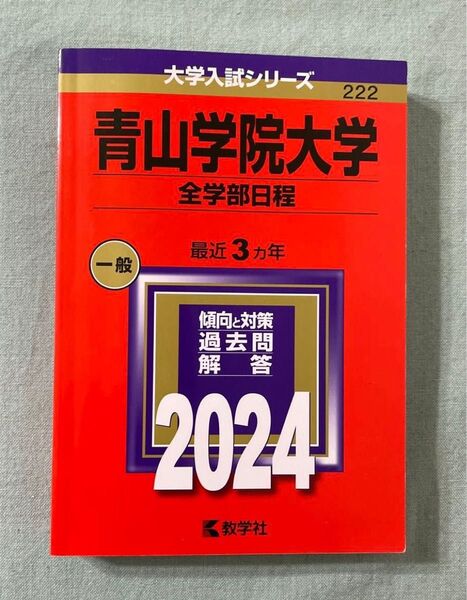 大学入試シリーズ
222
青山学院大学
全学部日程
最近3カ年
一般
傾向と対策
過去問
解答
2024
教学社